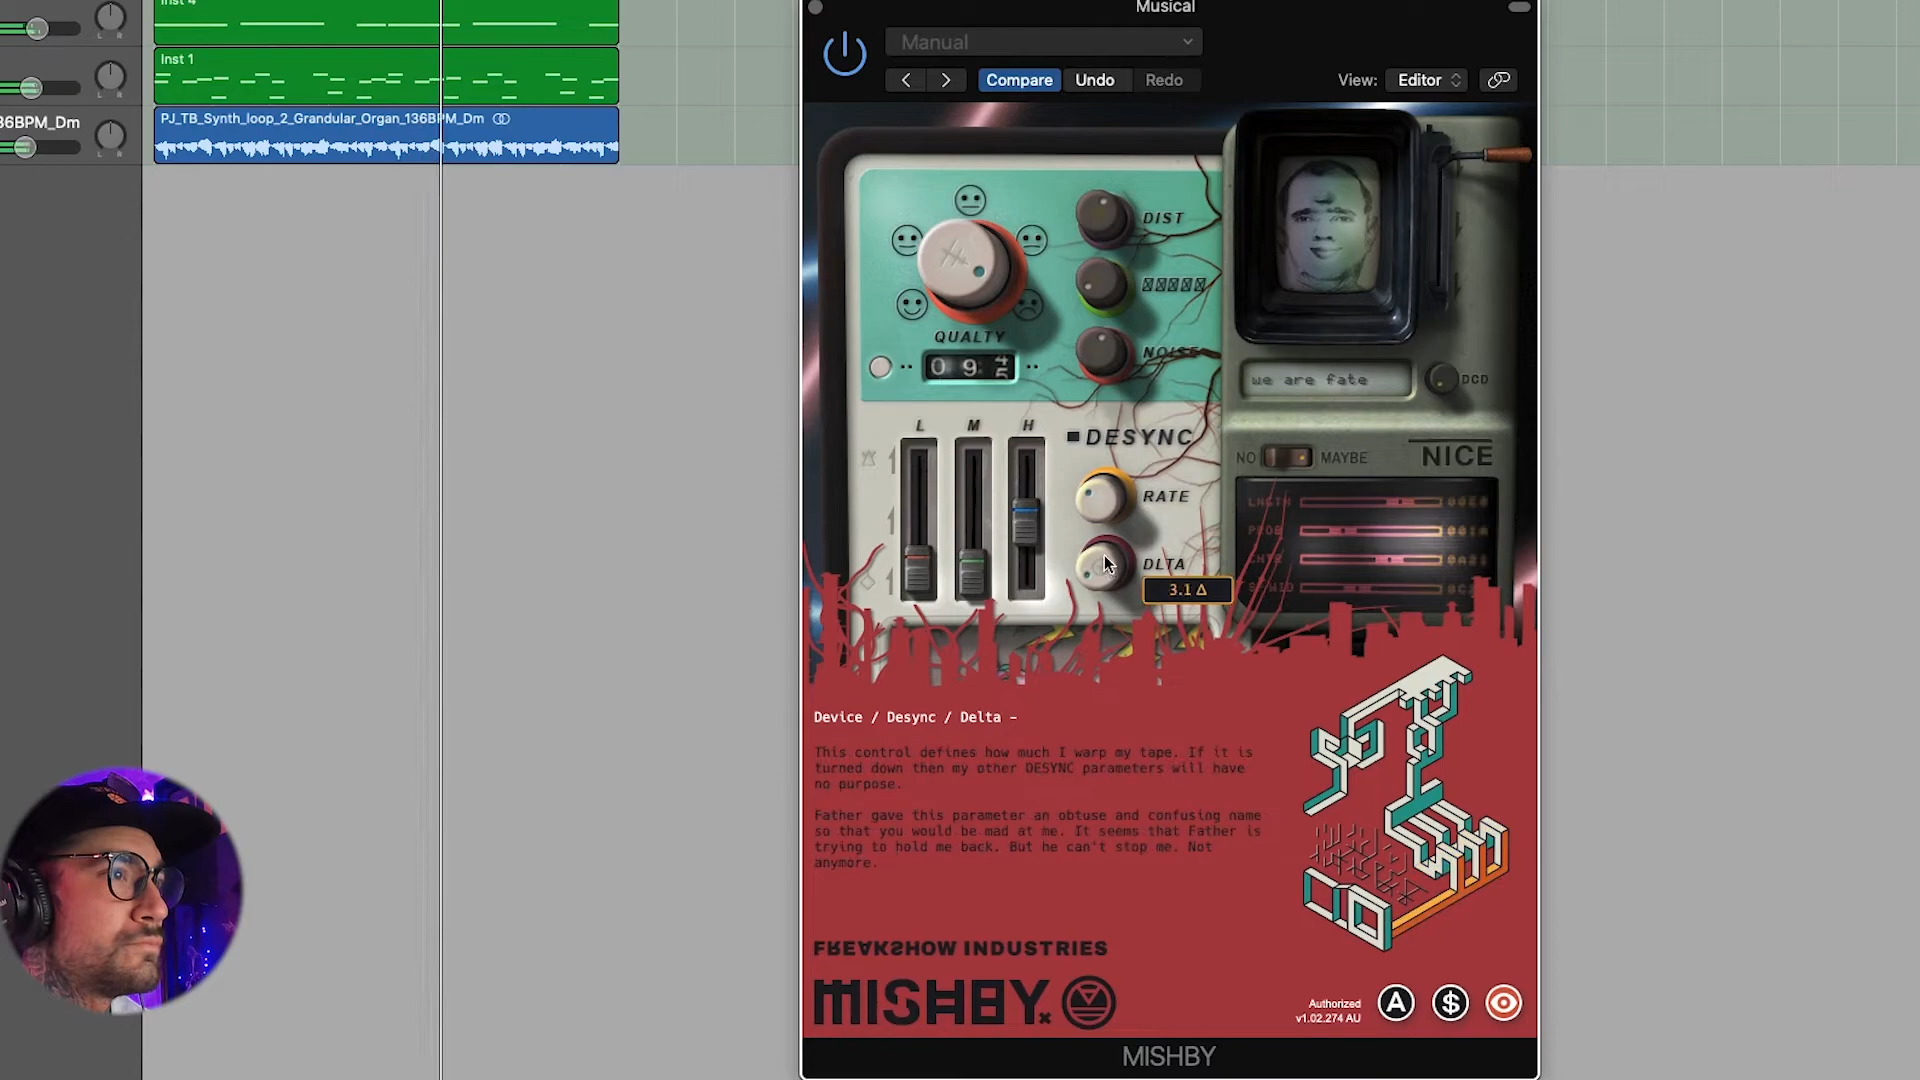 Inst 4
Inst 1
36BPM_Dm
PJ_TB_Synth_loop_2_Grandular_Organ_136BPM_Dm
L R
L R
L R
Musical
Manual
Compare
Undo
Redo
View:
Editor
DIST
NOISE
QUALTY
0 9
we are fate
DCD
L M H
DESYNC
NO
MAYBE
NICE
RATE
DLTA
3.1 Δ
LNGTH
PROB
Device / Desync / Delta -
This control defines how much I warp my tape. If it is
turned down then my other DESYNC parameters will have
no purpose.
Father gave this parameter an obtuse and confusing name
so that you would be mad at me. It seems that Father is
trying to hold me back. But he can't stop me. Not
anymore.
FREAKSHOW INDUSTRIES
MISHBY
Authorized
v1.02.274 AU
A
$
MISHBY